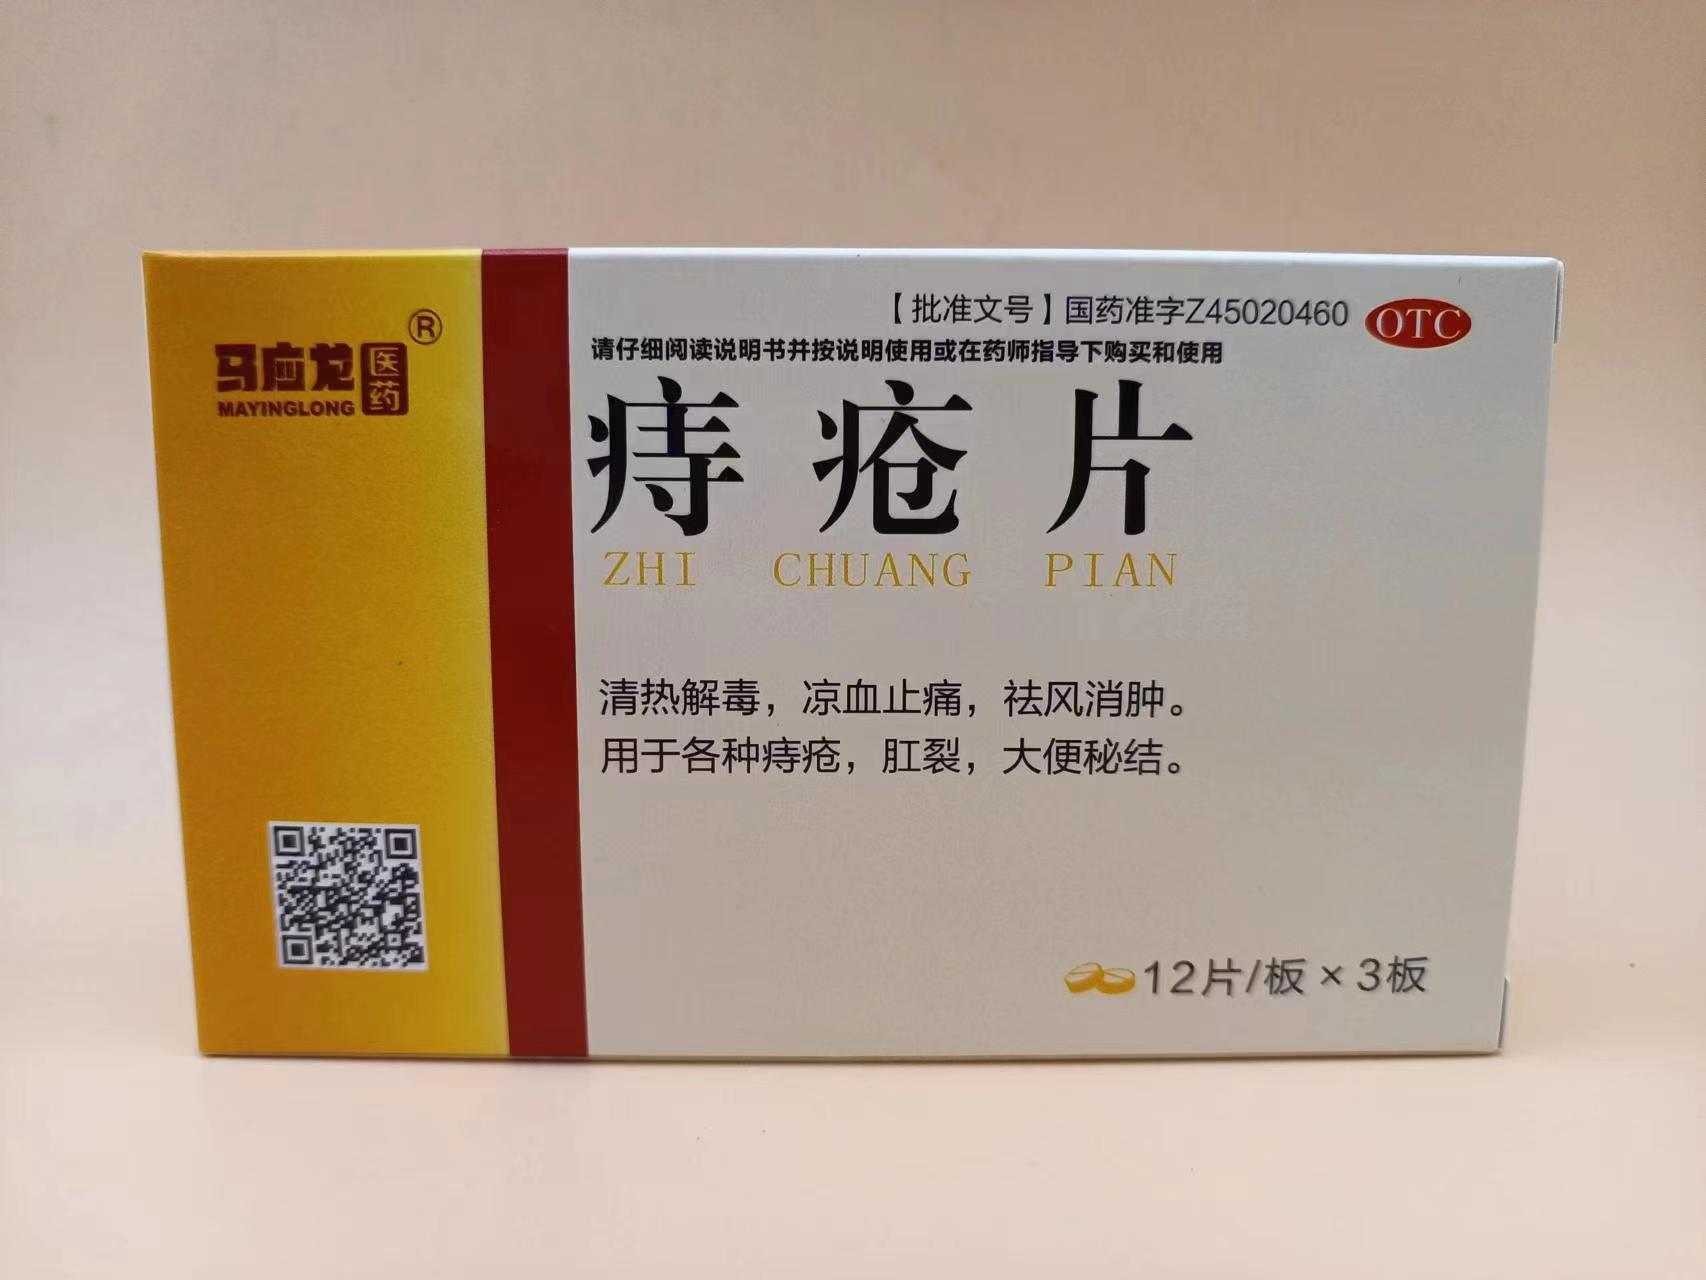 马应龙 医药 ®
MAYINGLONG
【批准文号】国药准字Z45020460 OTC
请仔细阅读说明书并按说明使用或在药师指导下购买和使用
痔疮片
ZHI CHUANG PIAN
清热解毒，凉血止痛，祛风消肿。
用于各种痔疮，肛裂，大便秘结。
12片/板×3板